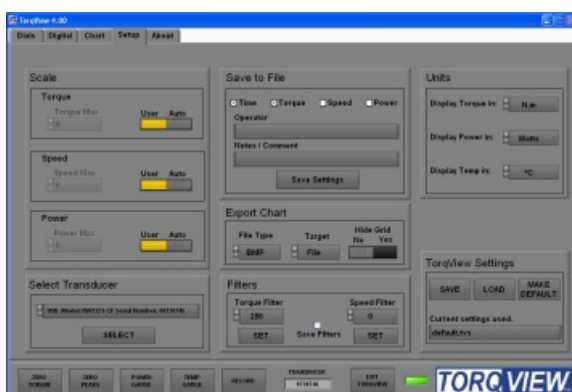 TorqView 4.00
Dials Digital Chart Setup About
Scale
Torque
Torque Max
User Auto
0
Speed
Speed Max
User Auto
0
Power
Power Max
User Auto
0
Select Transducer
SELECT
Save to File
Time Torque Speed Power
Operator
Notes / Comment
Save Settings
Export Chart
File Type Target Hide Grid
No Yes
BMP File
Filters
Torque Filter Speed Filter
256 0
SET Save Filters SET
Units
Display Torque in: N.m
Display Power in: Watts
Display Temp in: °C
TorqView Settings
SAVE LOAD MAKE DEFAULT
Current settings used.
default.tvs
ZERO TORQUE
ZERO PEAKS
POWER GAUGE
TEMP GAUGE
RECORD
TRANSDUCER
EXIT TORQVIEW
TORQVIEW